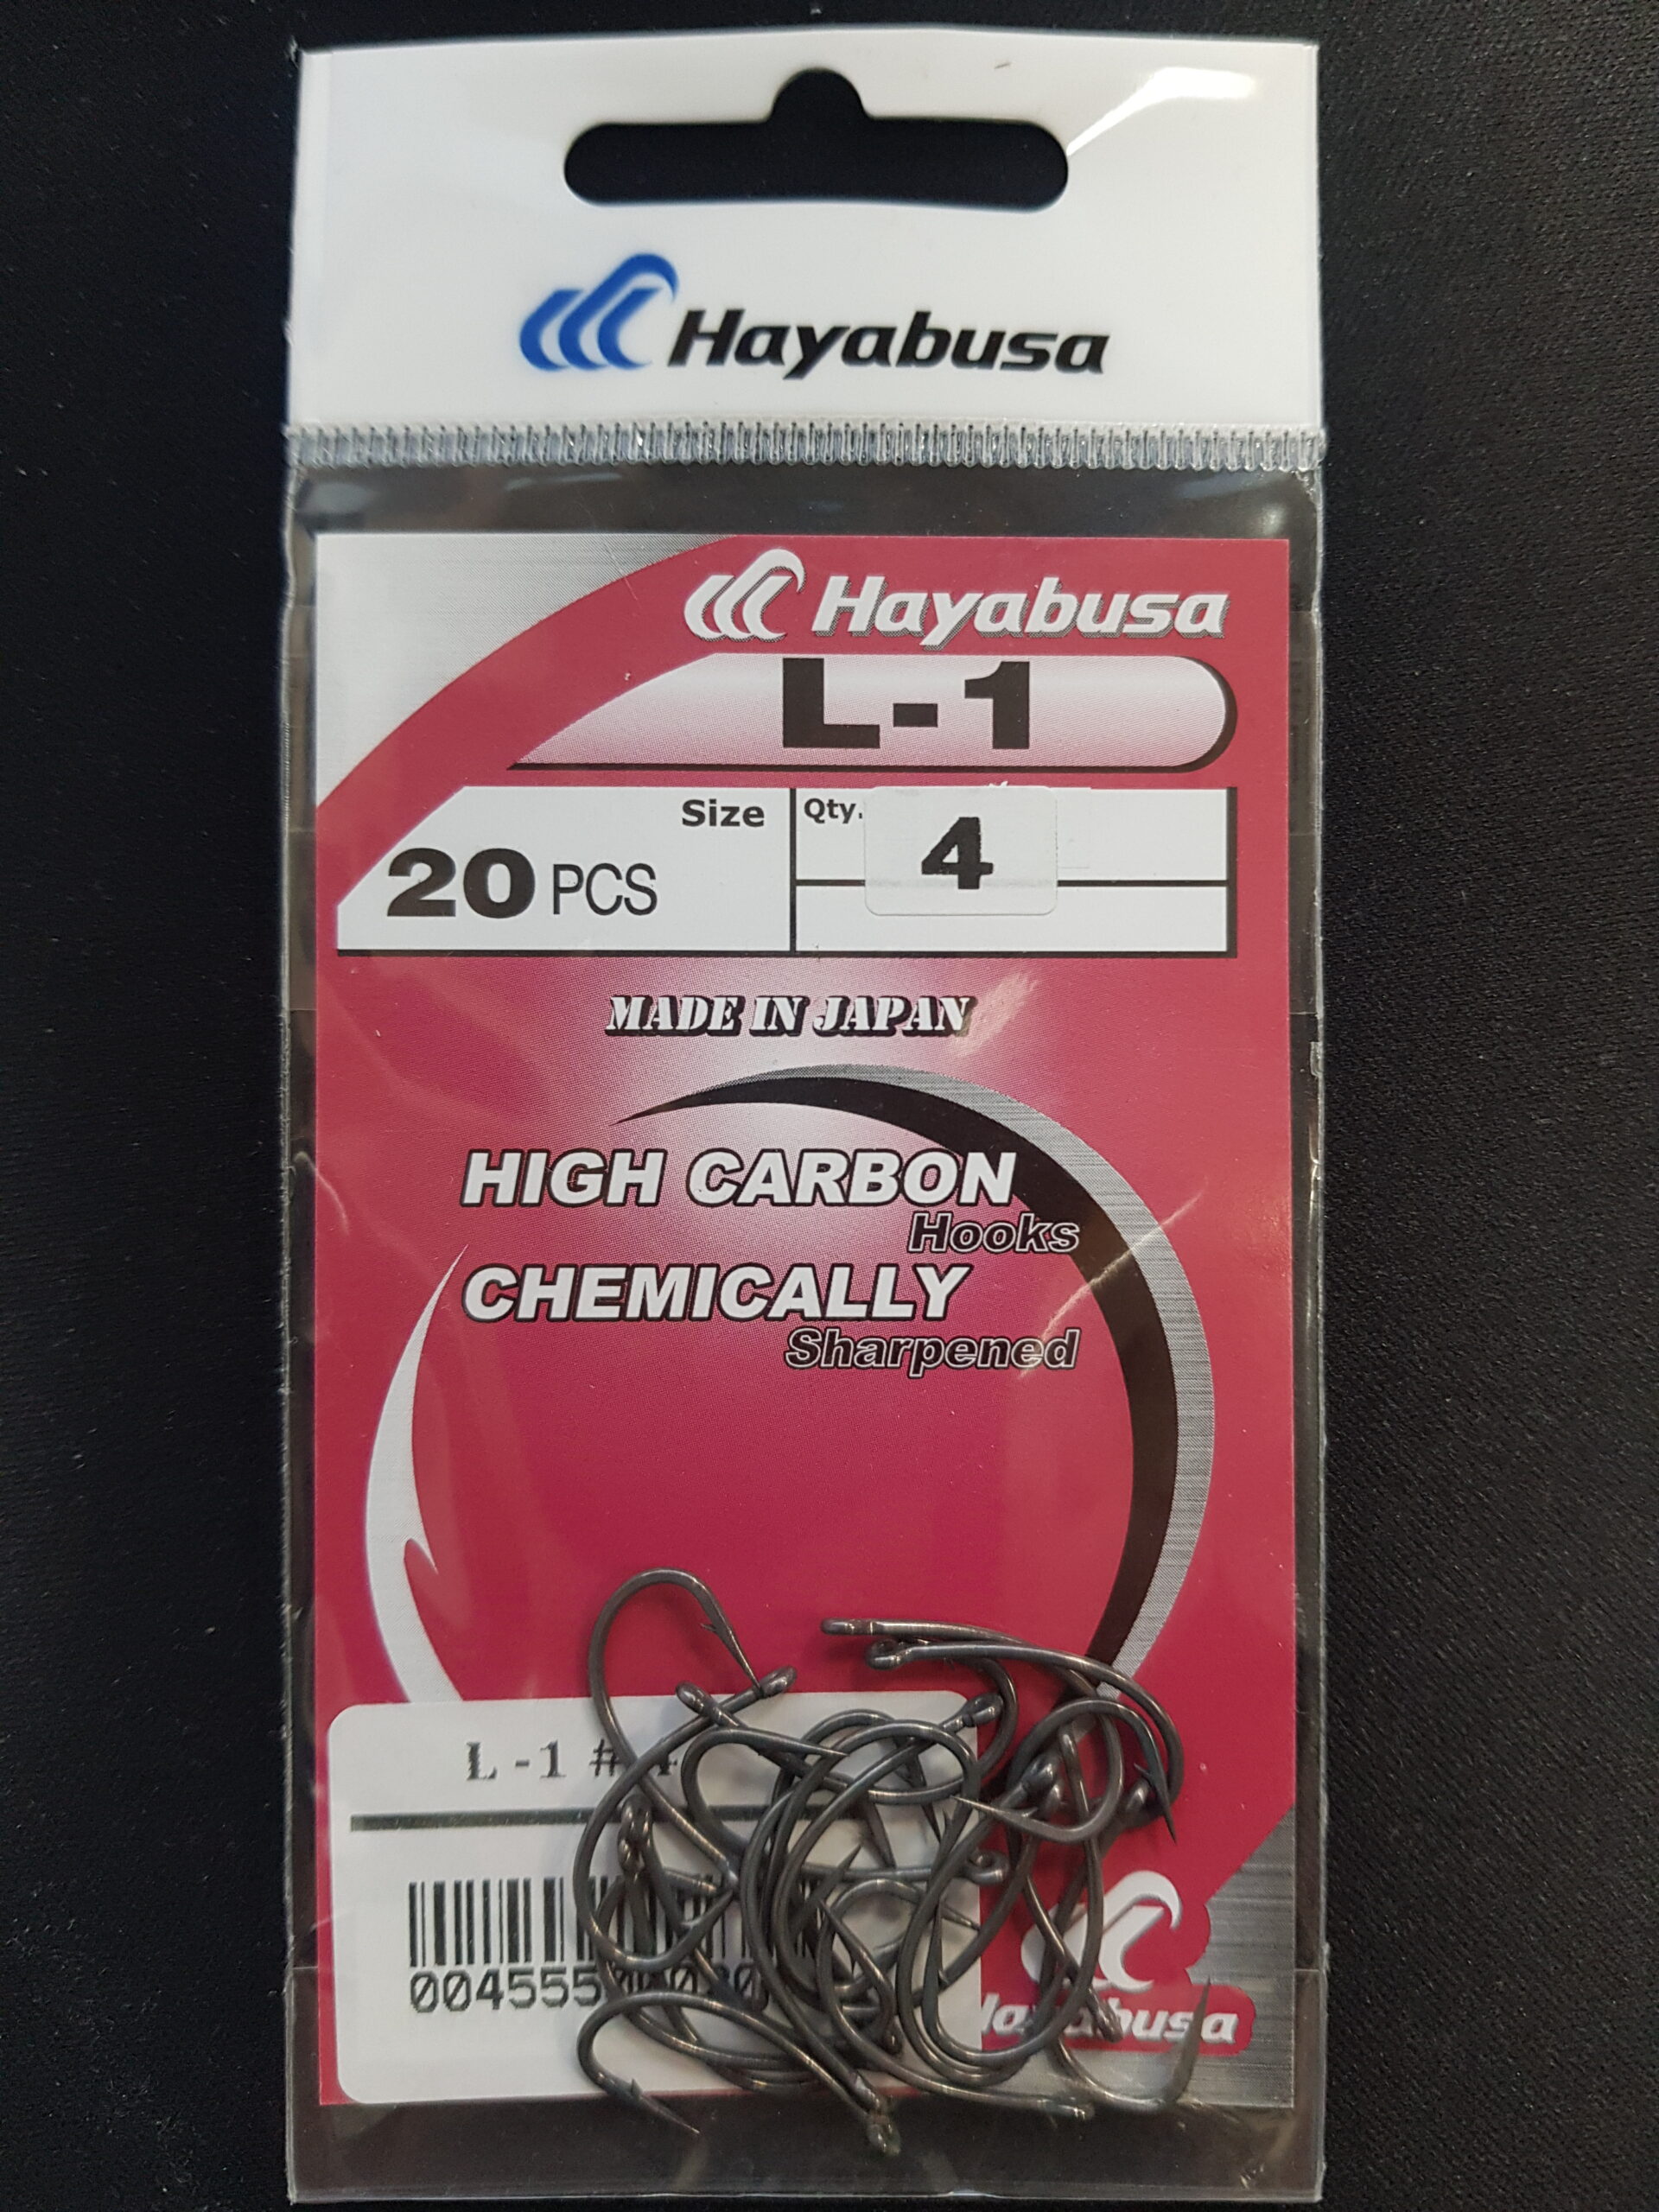 Hayabusa
Hayabusa
L-1
Size
Qty.
20 PCS
4
MADE IN JAPAN
HIGH CARBON
Hooks
CHEMICALLY
Sharpened
L-1 #4
Hayabusa